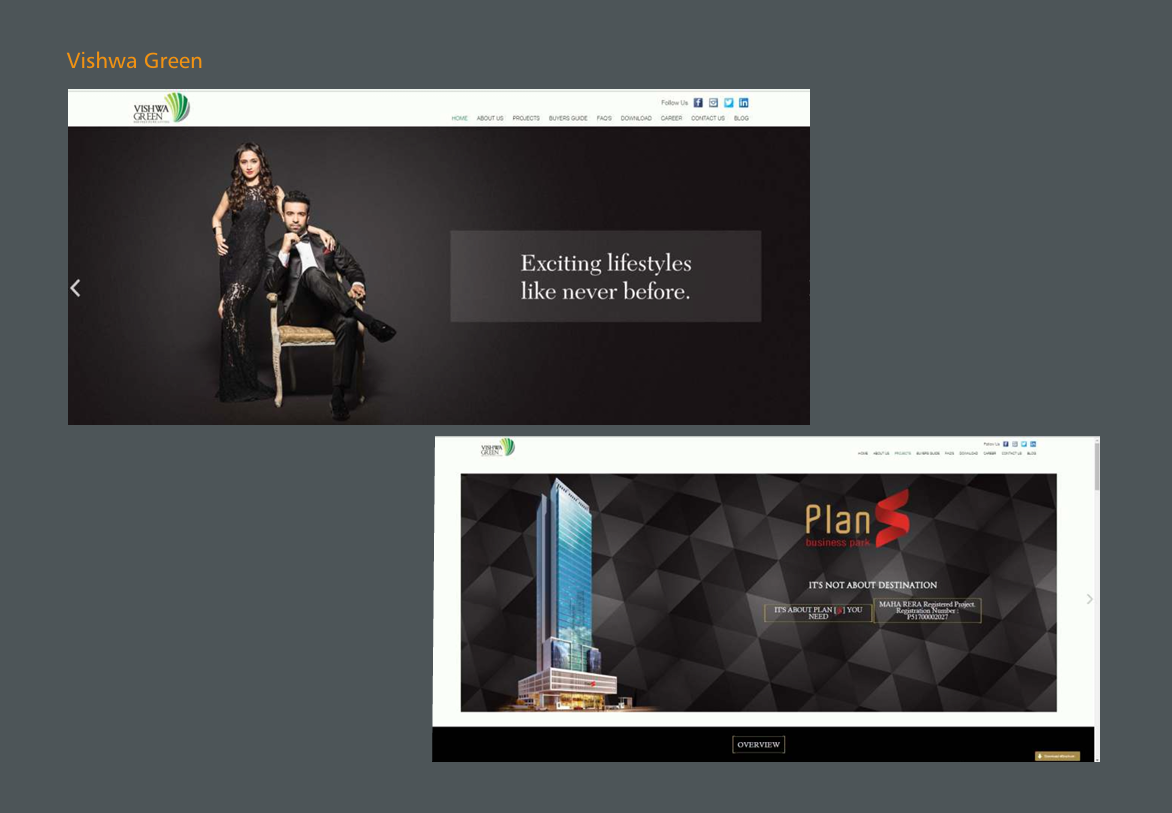 Vishwa Green
VISHWA
GREEN
Follow Us
HOME ABOUT US PROJECTS BUYERS GUIDE FAQ'S DOWNLOAD CAREER CONTACT US BLOG
Exciting lifestyles
like never before.
VISHWA
GREEN
Follow Us
HOME ABOUT US PROJECTS BUYERS GUIDE FAQ'S DOWNLOAD CAREER CONTACT US BLOG
Plan S
business park
IT'S NOT ABOUT DESTINATION
IT'S ABOUT PLAN [S] YOU
NEED
MAHA RERA Registered Project.
Registration Number :
P51700002027
OVERVIEW